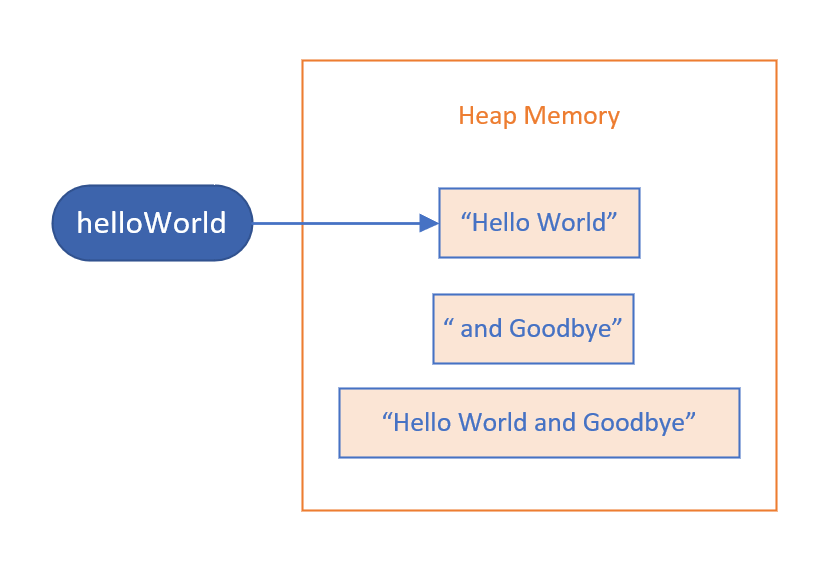 Heap Memory
helloWorld
“Hello World”
“ and Goodbye”
“Hello World and Goodbye”